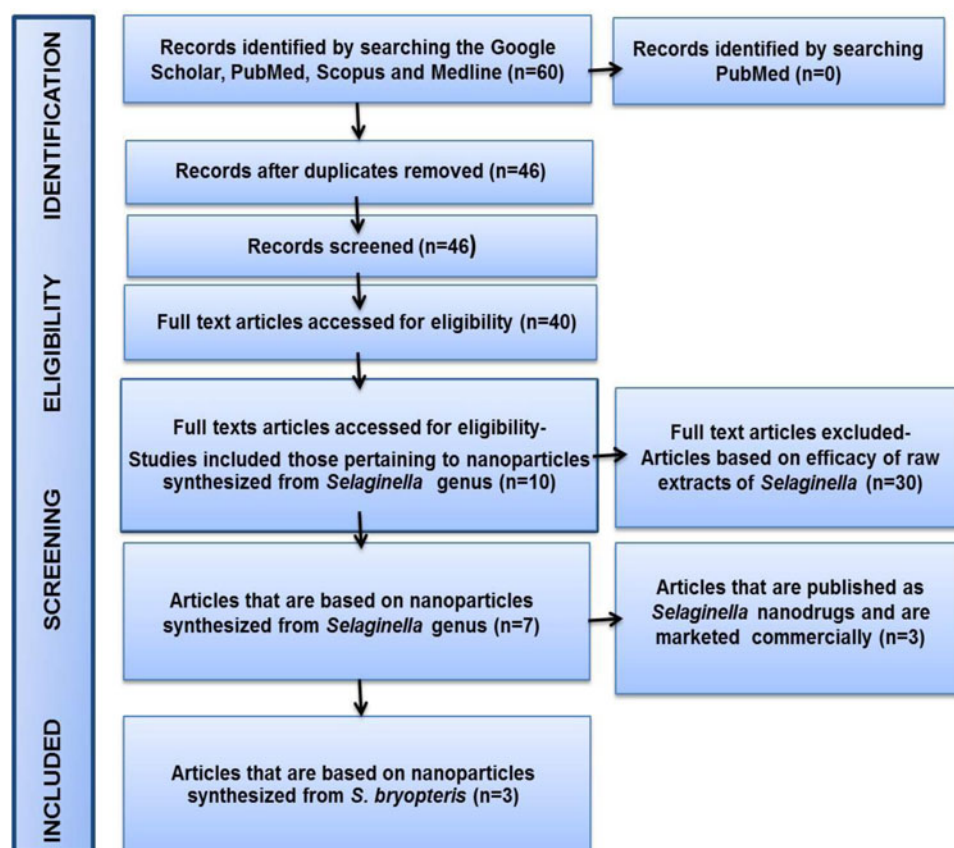 IDENTIFICATION
Records identified by searching the Google
Scholar, PubMed, Scopus and Medline (n=60)
Records identified by searching
PubMed (n=0)
Records after duplicates removed (n=46)
Records screened (n=46)
ELIGIBILITY
Full text articles accessed for eligibility (n=40)
Full texts articles accessed for eligibility-
Studies included those pertaining to nanoparticles
synthesized from Selaginella genus (n=10)
Full text articles excluded-
Articles based on efficacy of raw
extracts of Selaginella (n=30)
SCREENING
Articles that are based on nanoparticles
synthesized from Selaginella genus (n=7)
Articles that are published as
Selaginella nanodrugs and are
marketed commercially (n=3)
INCLUDED
Articles that are based on nanoparticles
synthesized from S. bryopteris (n=3)